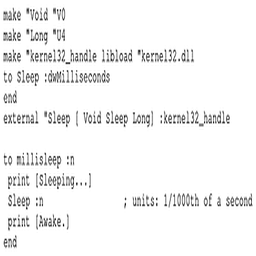 make "Void "V0
make "Long "U4
make "kernel32_handle libload "kernel32.dll
to Sleep :dwMilliseconds
end
external "Sleep [ Void Sleep Long] :kernel32_handle
to millisleep :n
print [Sleeping...]
Sleep :n ; units: 1/1000th of a second
print [Awake.]
end